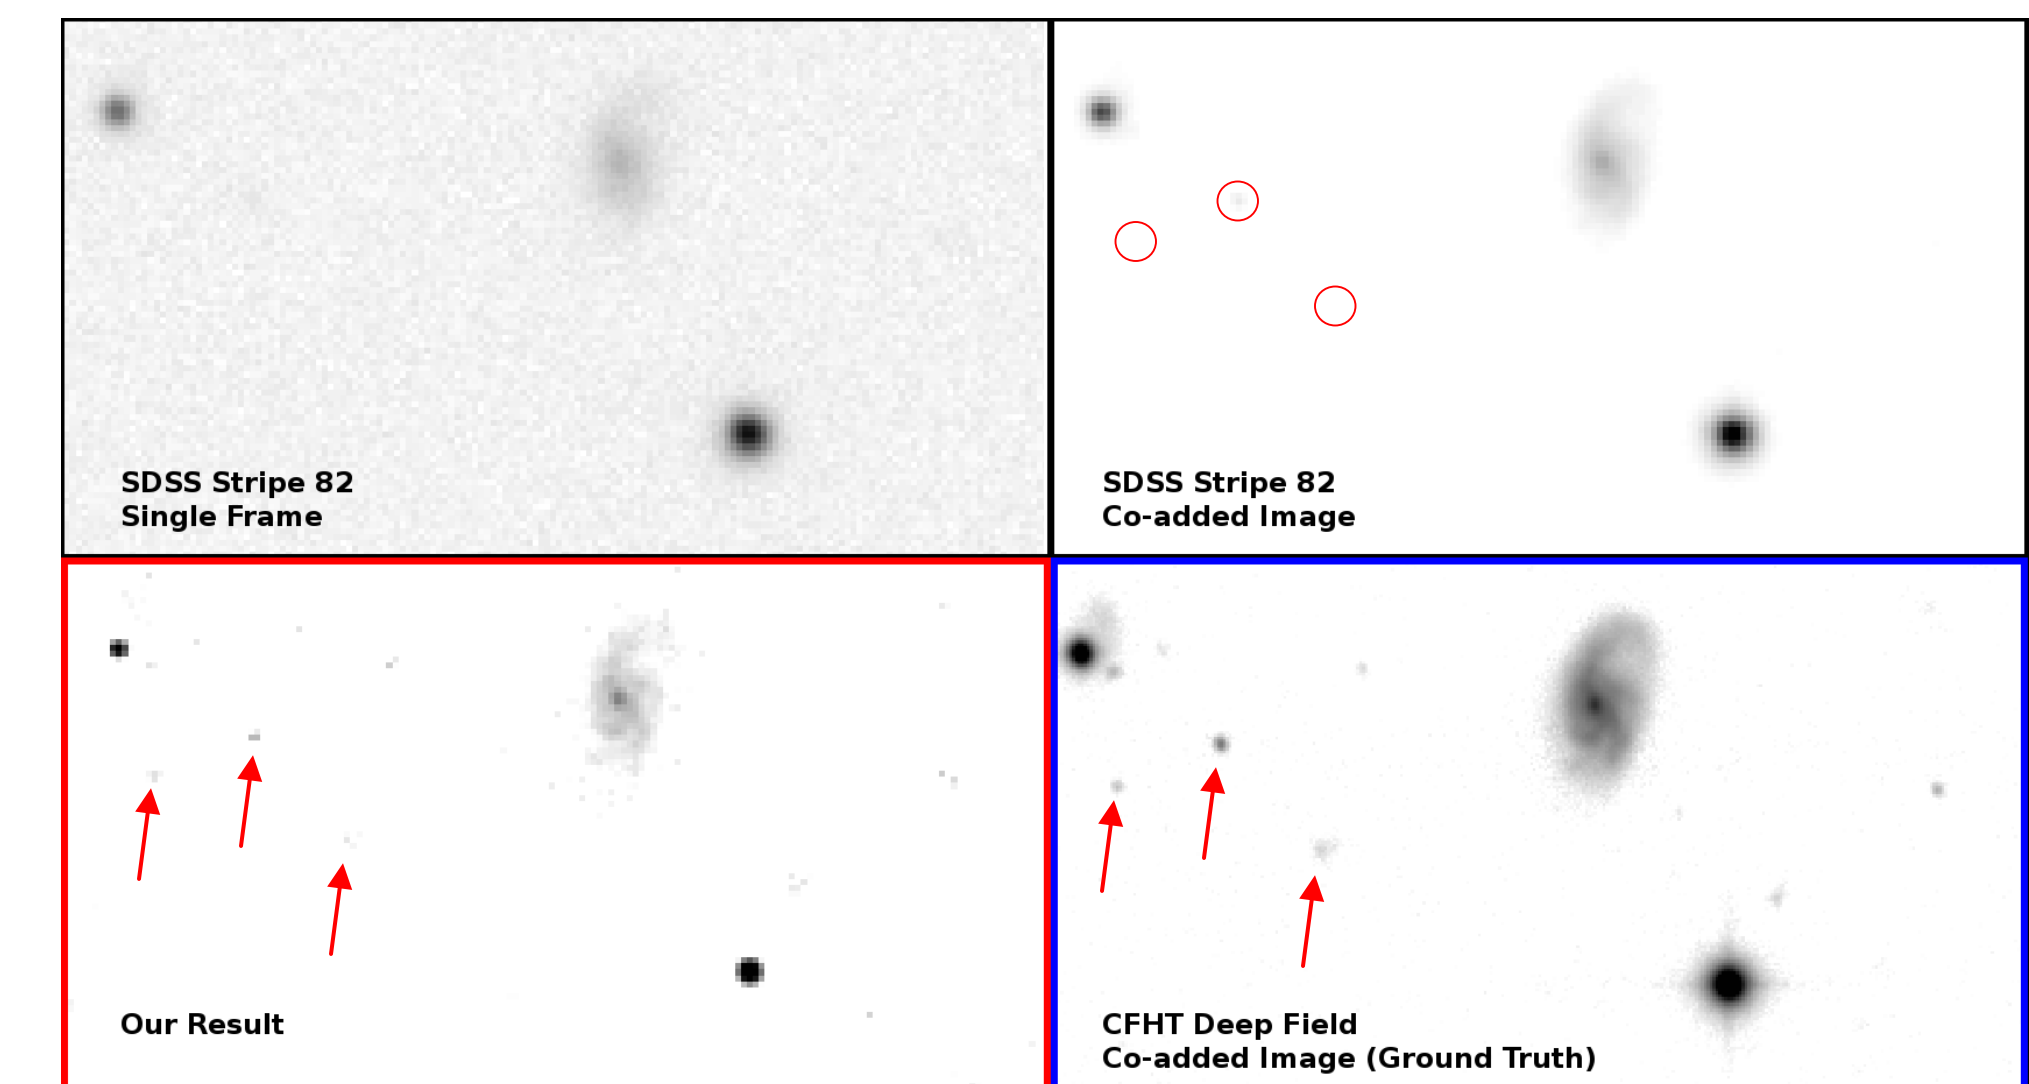 SDSS Stripe 82
Single Frame
SDSS Stripe 82
Co-added Image
Our Result
CFHT Deep Field
Co-added Image (Ground Truth)